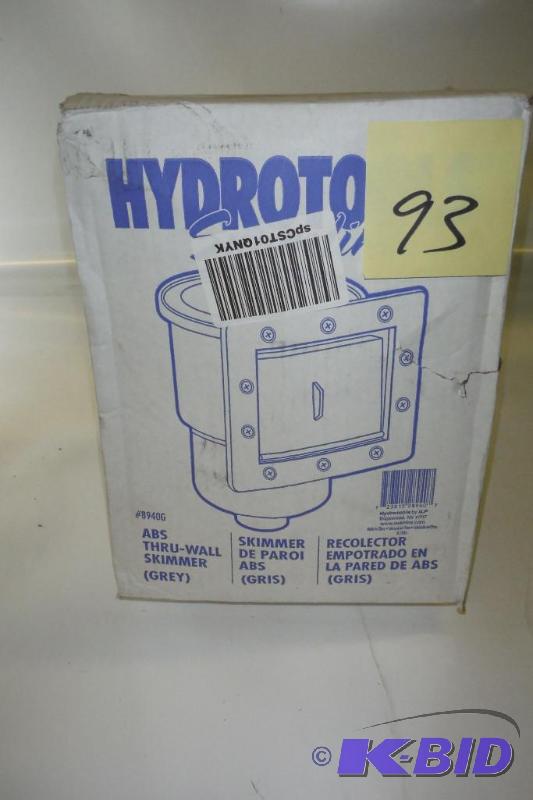 HYDROTO
93
spCST01QNYK
#8940G
ABS
THRU-WALL
SKIMMER
(GREY)
SKIMMER
DE PAROI
ABS
(GRIS)
RECOLECTOR
EMPOTRADO EN
LA PARED DE ABS
(GRIS)
© K-BID